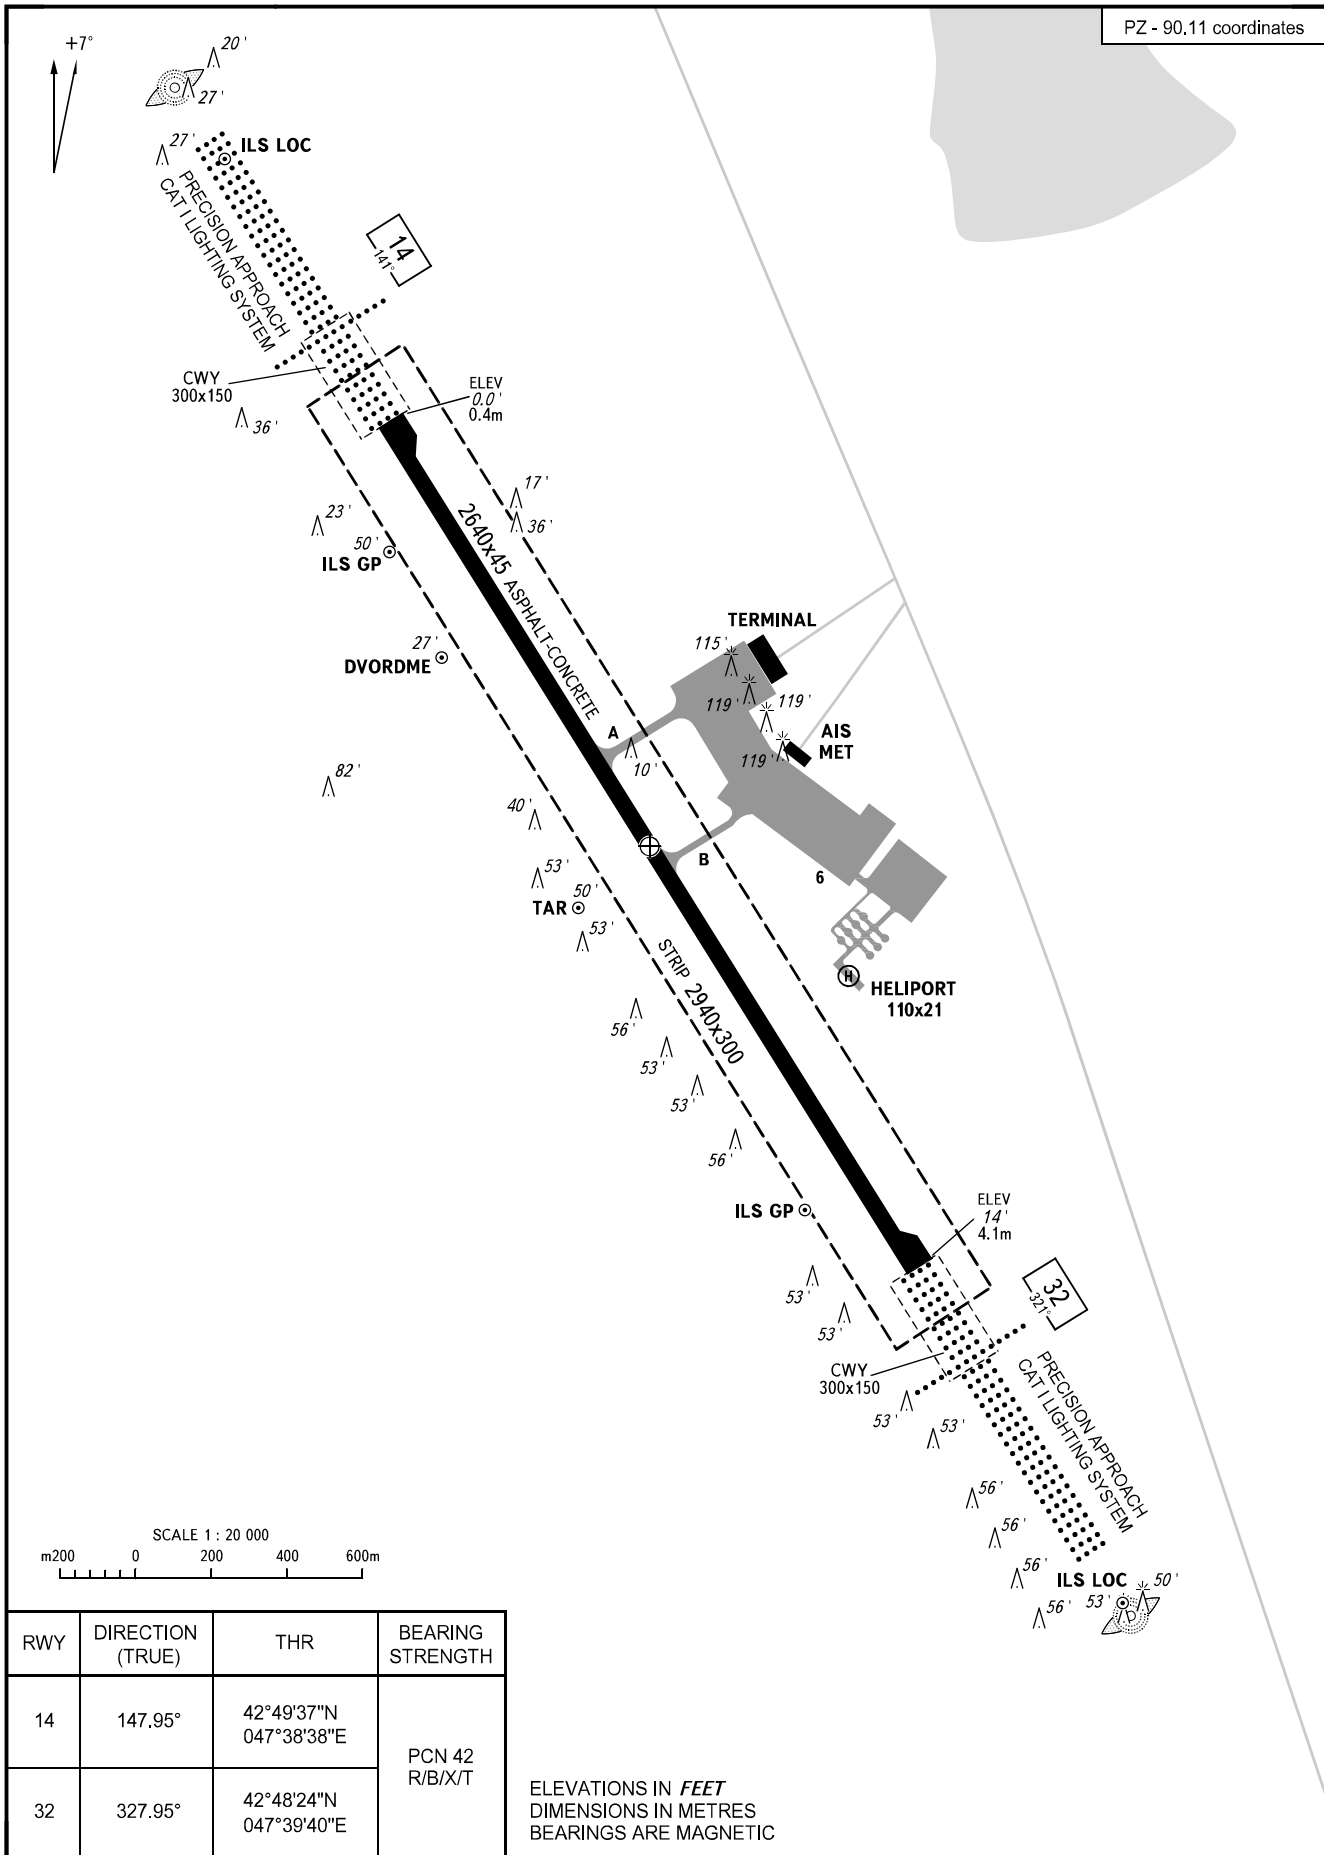 PZ - 90.11 coordinates
+7°
20'
27'
27'
ILS LOC
PRECISION APPROACH
CAT I LIGHTING SYSTEM
14
141°
CWY
300x150
ELEV
0.0'
0.4m
36'
17'
36'
23'
50'
ILS GP
2640x45 ASPHALT-CONCRETE
TERMINAL
115'
27'
DVORDME
119'
119'
A
AIS
MET
119'
10'
82'
40'
B
53'
6
50'
TAR
53'
STRIP 2940x300
H
HELIPORT
110x21
56'
53'
53'
56'
ILS GP
ELEV
14'
4.1m
53'
32
321°
53'
CWY
300x150
PRECISION APPROACH
CAT I LIGHTING SYSTEM
53'
53'
56'
56'
56'
ILS LOC
50'
53'
56'
SCALE 1 : 20 000
m200 0 200 400 600m
RWY DIRECTION (TRUE) THR BEARING STRENGTH
14 147.95° 42°49'37"N
047°38'38"E
PCN 42
R/B/X/T
32 327.95° 42°48'24"N
047°39'40"E
ELEVATIONS IN FEET
DIMENSIONS IN METRES
BEARINGS ARE MAGNETIC